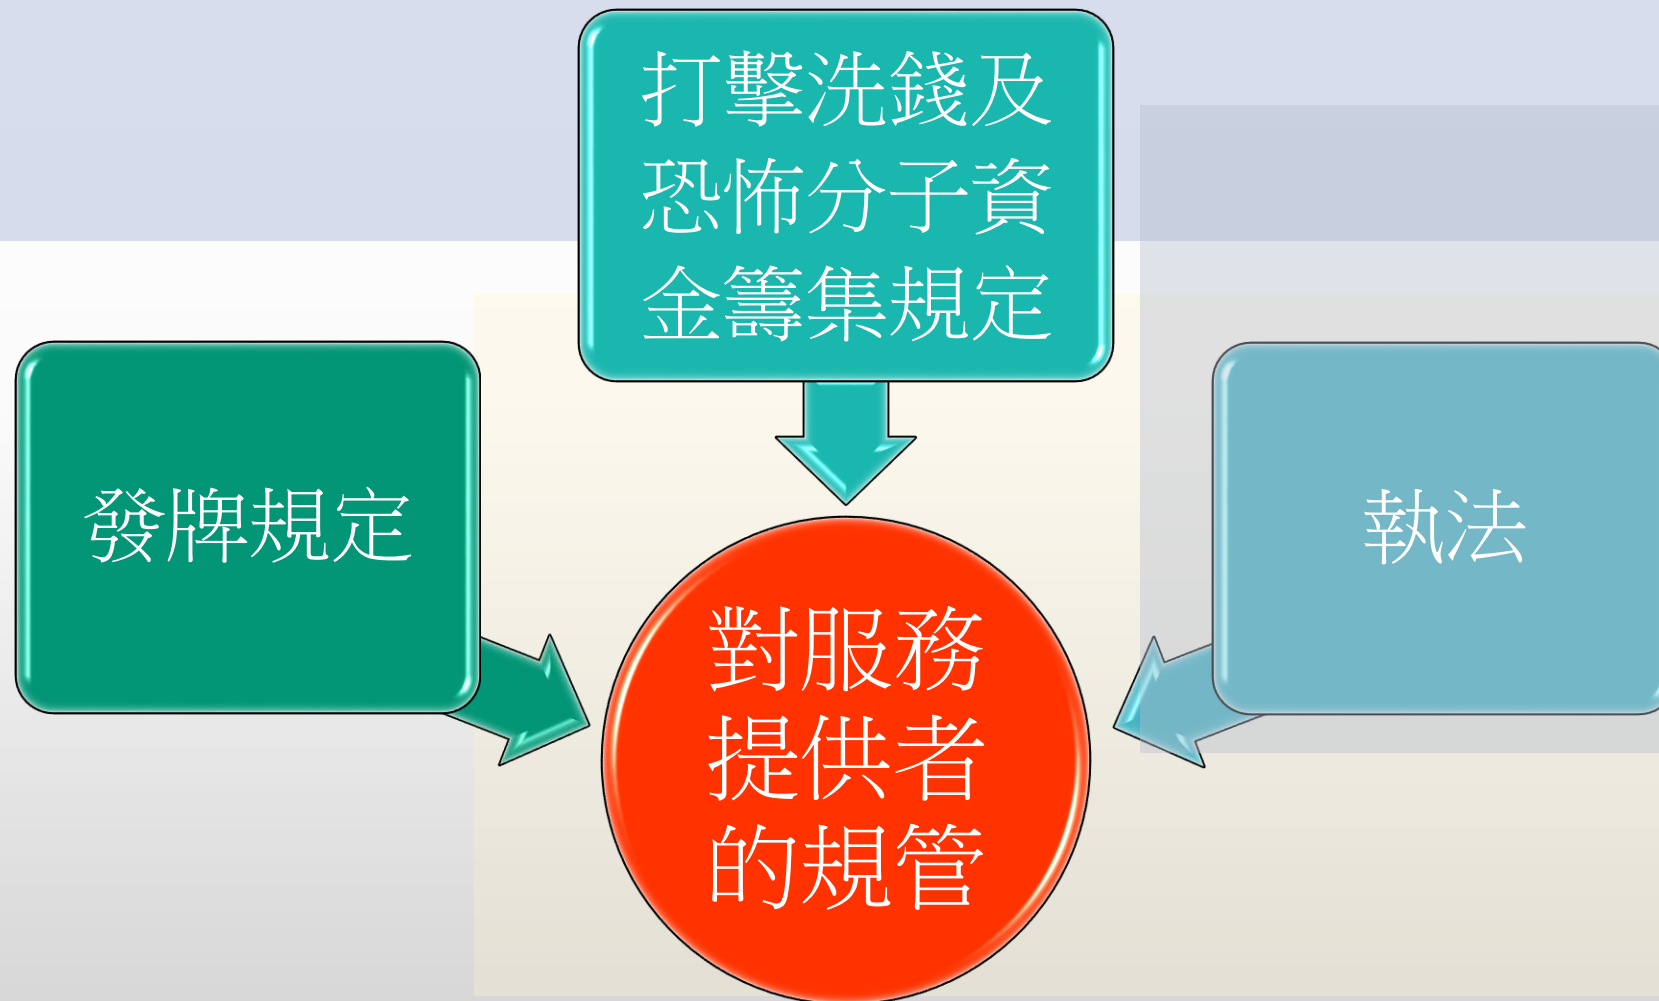 打擊洗錢及
恐怖分子資
金籌集規定
發牌規定
執法
對服務
提供者
的規管